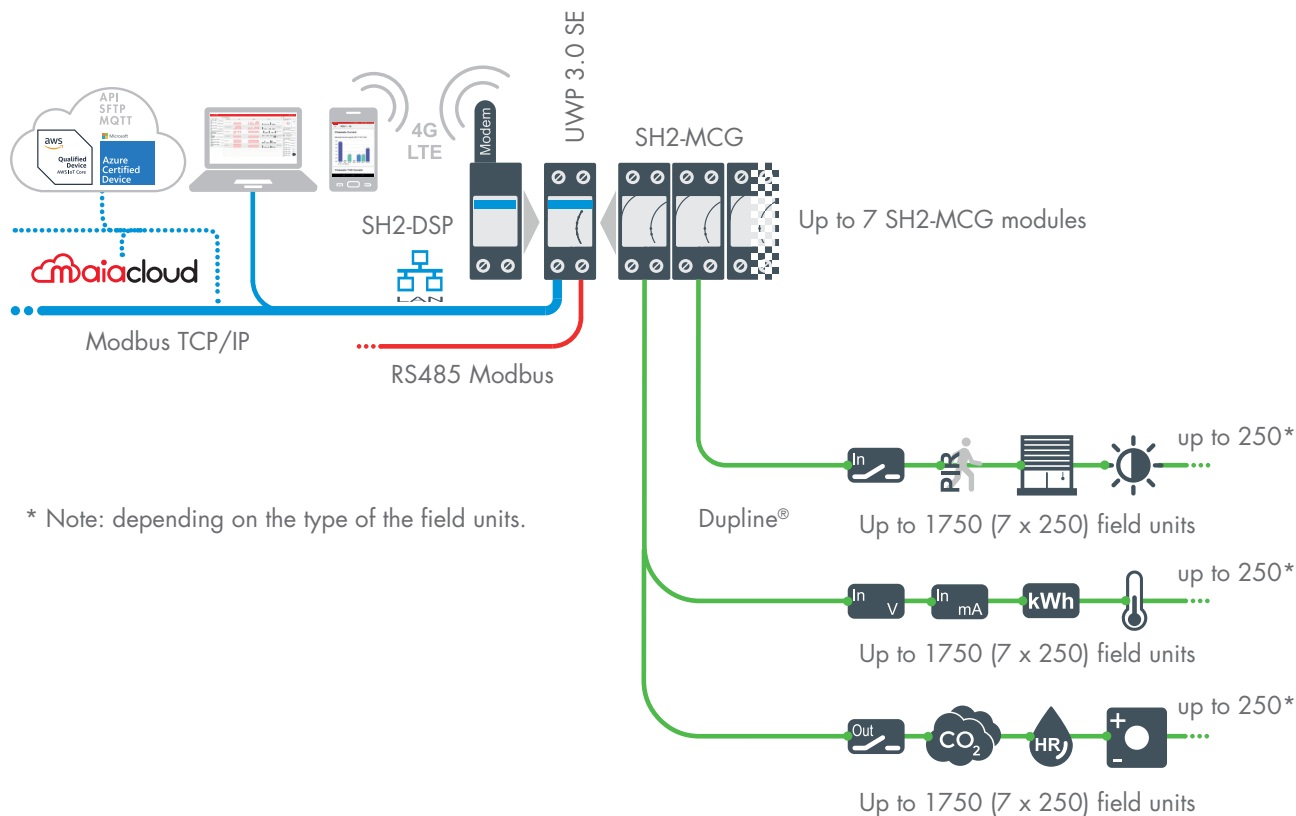 API
SFTP
MQTT
aws
Qualified
Device
AWS IoT Core
Microsoft
Azure
Certified
Device
4G
LTE
Modem
UWP 3.0 SE
SH2-MCG
SH2-DSP
Up to 7 SH2-MCG modules
maiacloud
LAN
Modbus TCP/IP
RS485 Modbus
In
PIR
up to 250*
* Note: depending on the type of the field units.
Dupline®
Up to 1750 (7 x 250) field units
In
V
In
mA
kWh
up to 250*
Up to 1750 (7 x 250) field units
Out
CO2
HR
+
-
up to 250*
Up to 1750 (7 x 250) field units